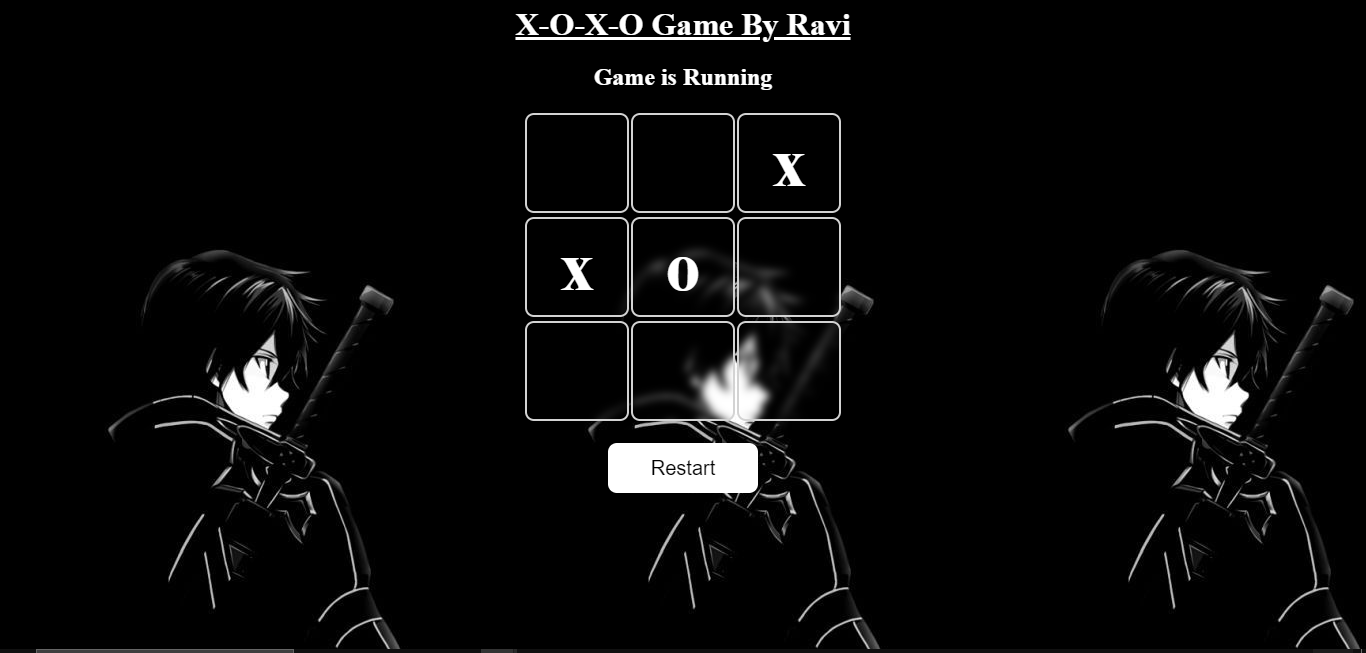 X-O-X-O Game By Ravi
Game is Running
X
X O
Restart